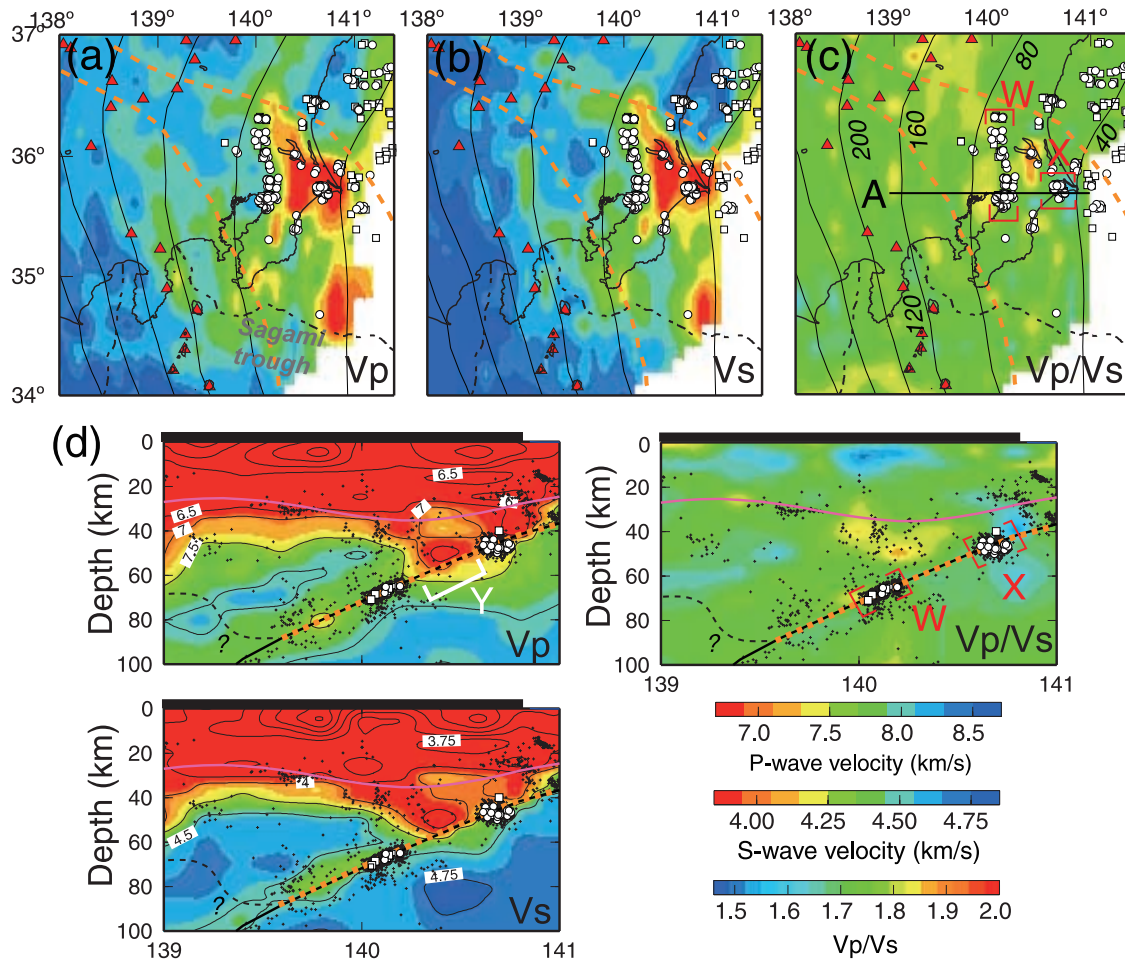 138° 139° 140° 141° 138° 139° 140° 141° 138° 139° 140° 141°
37°
36°
35°
34°
(a)
Sagami
trough
Vp
(b)
Vs
(c)
200
160
120
80
40
W
X
A
Vp/Vs
(d)
0
20
40
60
80
100
Depth (km)
6.5
7
6
6.5
7
7.5
Y
?
Vp
0
20
40
60
80
100
Depth (km)
W
X
?
Vp/Vs
139 140 141
0
20
40
60
80
100
Depth (km)
3.75
4
4.5
4.75
?
Vs
139 140 141
7.0 7.5 8.0 8.5
P-wave velocity (km/s)
4.00 4.25 4.50 4.75
S-wave velocity (km/s)
1.5 1.6 1.7 1.8 1.9 2.0
Vp/Vs